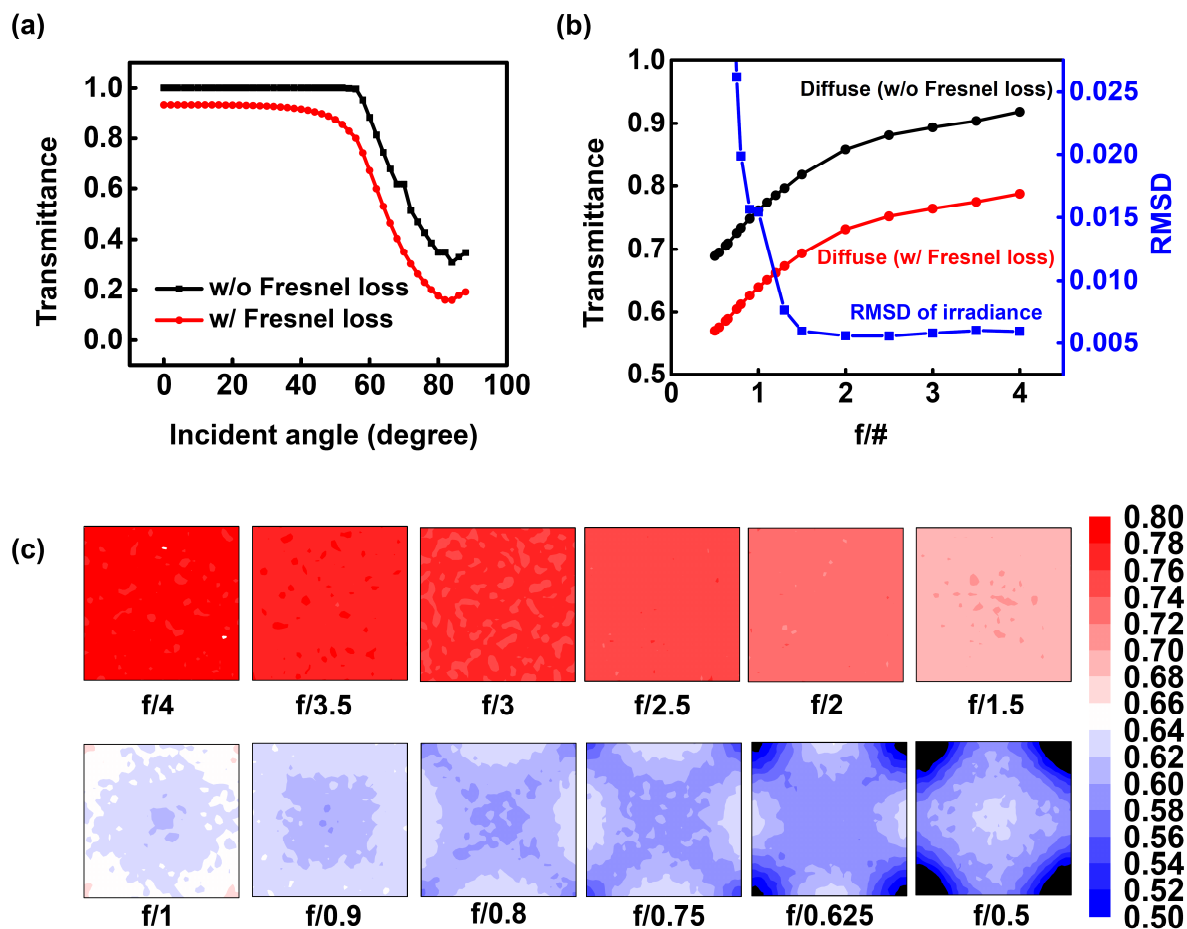 (a)
Transmittance
1.0
0.8
0.6
0.4
0.2
0.0
w/o Fresnel loss
w/ Fresnel loss
0 20 40 60 80 100
Incident angle (degree)
(b)
Transmittance
1.0
0.9
0.8
0.7
0.6
0.5
Diffuse (w/o Fresnel loss)
Diffuse (w/ Fresnel loss)
RMSD of irradiance
0.025
0.020
0.015
0.010
0.005
RMSD
0 1 2 3 4
f/#
(c)
f/4 f/3.5 f/3 f/2.5 f/2 f/1.5
f/1 f/0.9 f/0.8 f/0.75 f/0.625 f/0.5
0.80
0.78
0.76
0.74
0.72
0.70
0.68
0.66
0.64
0.62
0.60
0.58
0.56
0.54
0.52
0.50